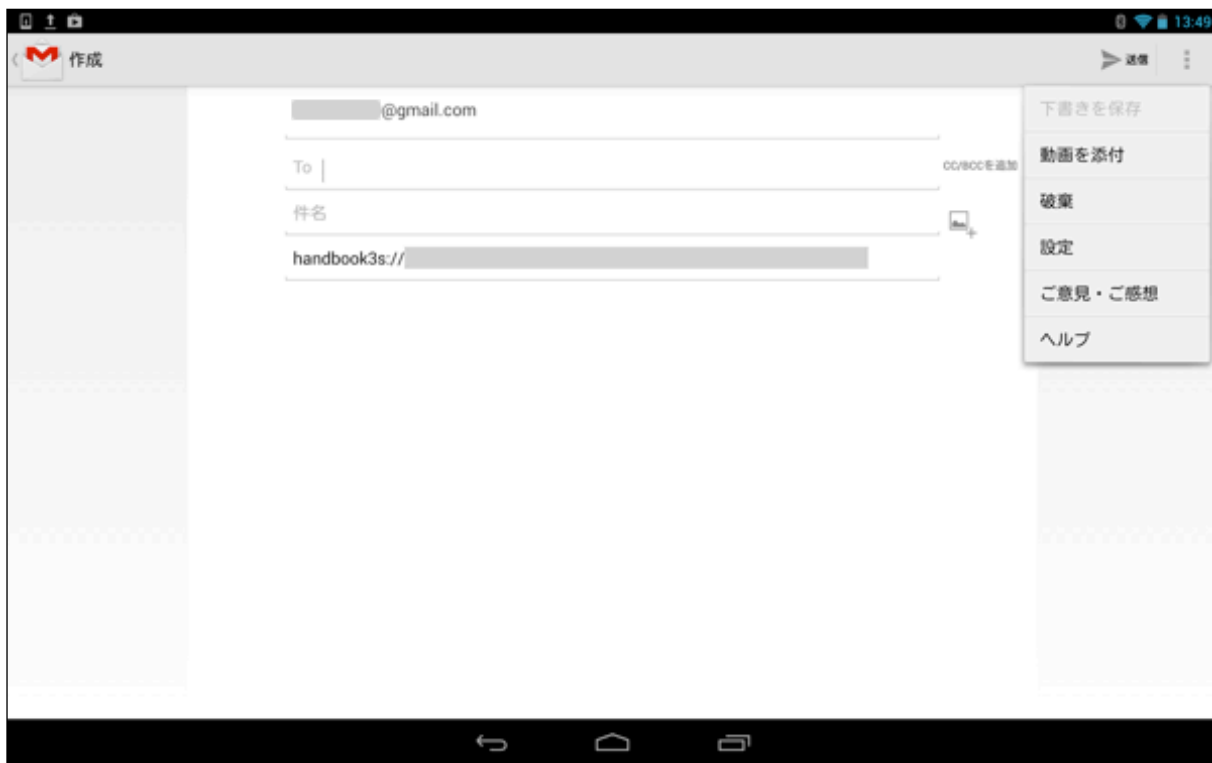 13:49
作成
送信
@gmail.com
To
CC/BCCを追加
件名
handbook3s://
下書きを保存
動画を添付
破棄
設定
ご意見・ご感想
ヘルプ